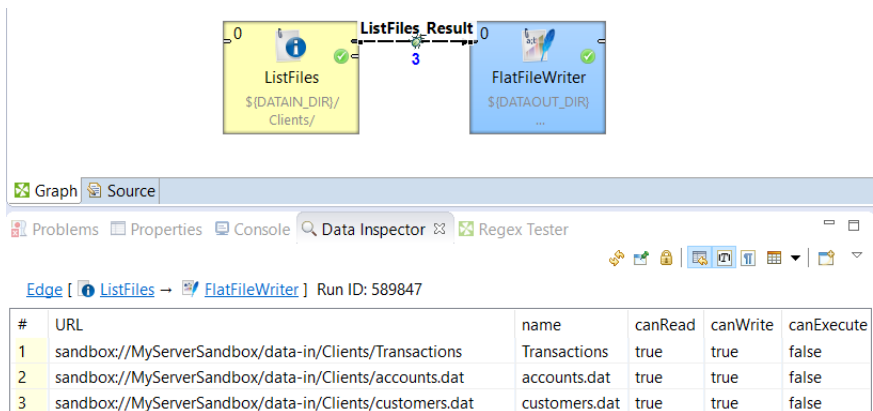 ListFiles_Result
0
0
3
ListFiles
FlatFileWriter
${DATAIN_DIR}/
Clients/
${DATAOUT_DIR}
...
Graph Source
Problems Properties Console Data Inspector Regex Tester
Edge [ ListFiles → FlatFileWriter ] Run ID: 589847
# URL name canRead canWrite canExecute
1 sandbox://MyServerSandbox/data-in/Clients/Transactions Transactions true true false
2 sandbox://MyServerSandbox/data-in/Clients/accounts.dat accounts.dat true true false
3 sandbox://MyServerSandbox/data-in/Clients/customers.dat customers.dat true true false